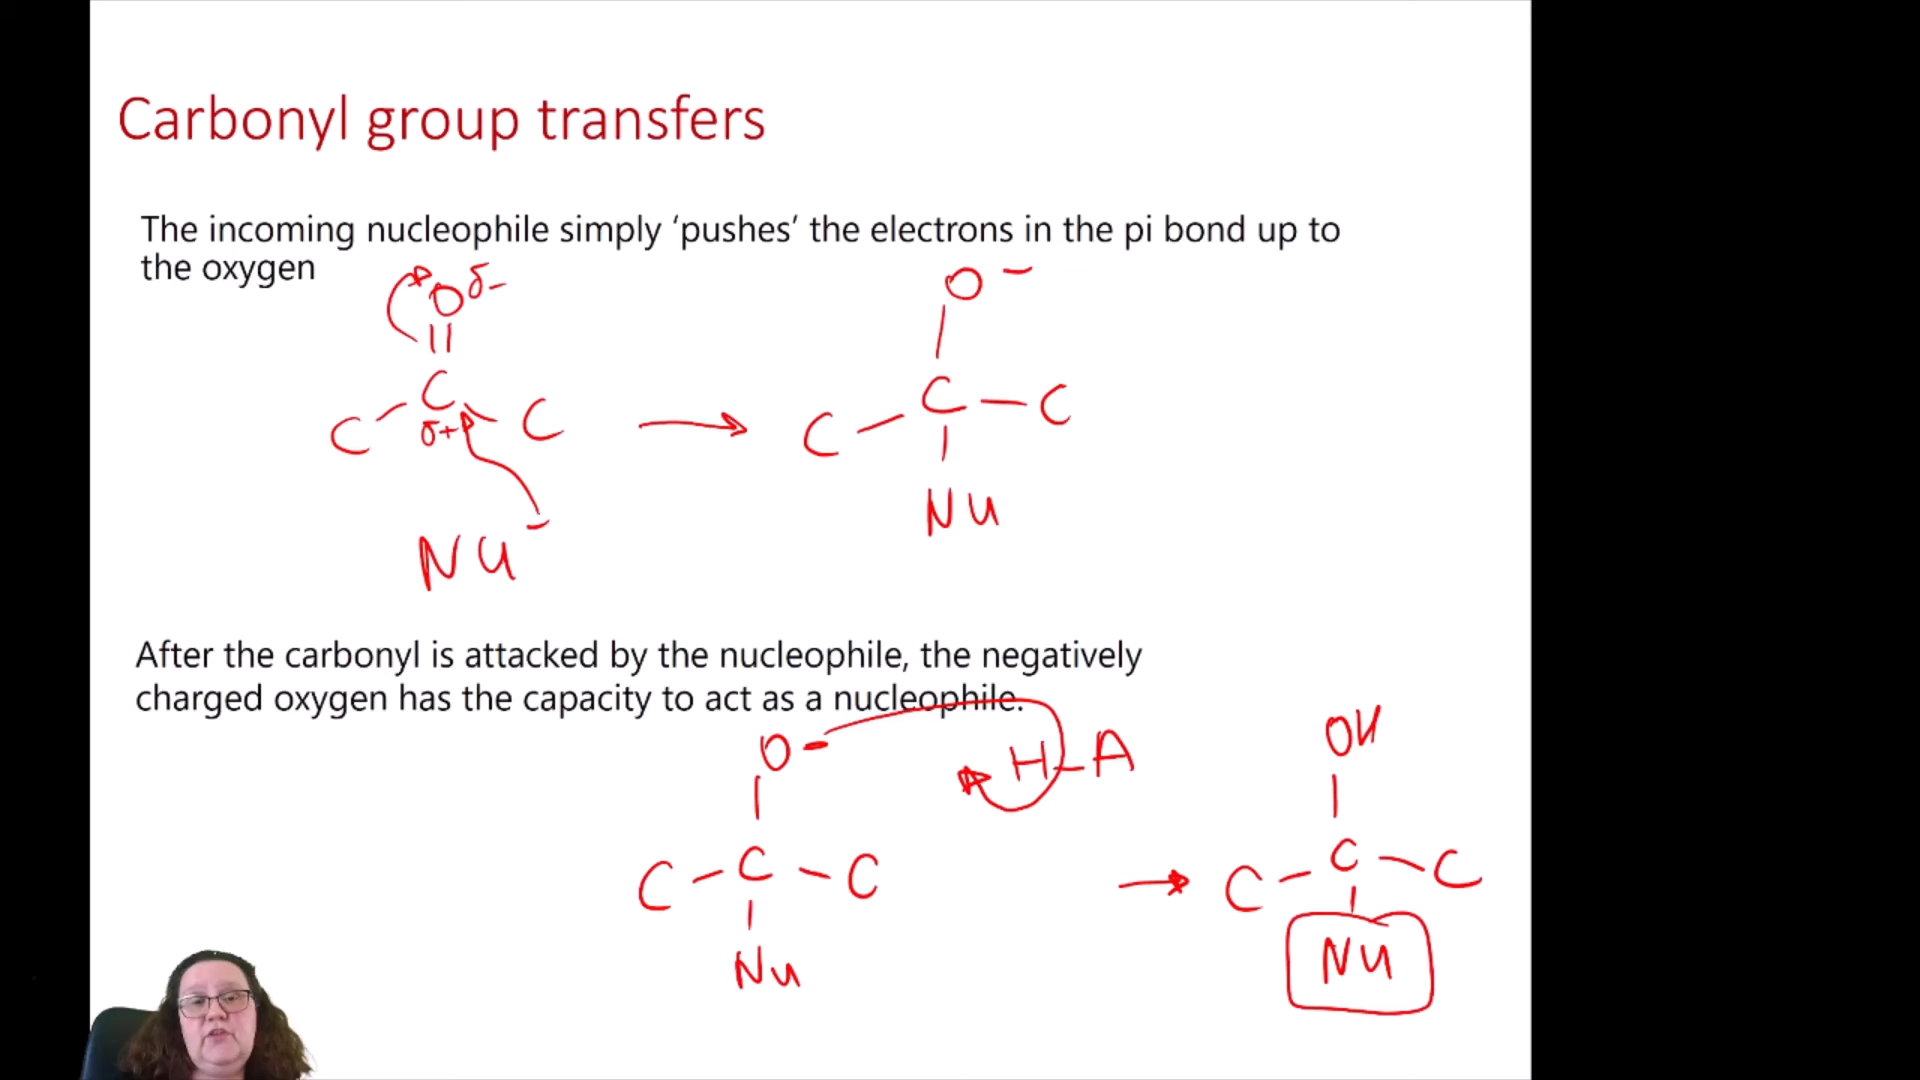 Carbonyl group transfers
The incoming nucleophile simply ‘pushes’ the electrons in the pi bond up to
the oxygen
O δ-
C
C δ+ C
Nu -
O -
C
C C
Nu
After the carbonyl is attacked by the nucleophile, the negatively
charged oxygen has the capacity to act as a nucleophile.
O - H-A
C - C - C
Nu
OH
C - C - C
Nu